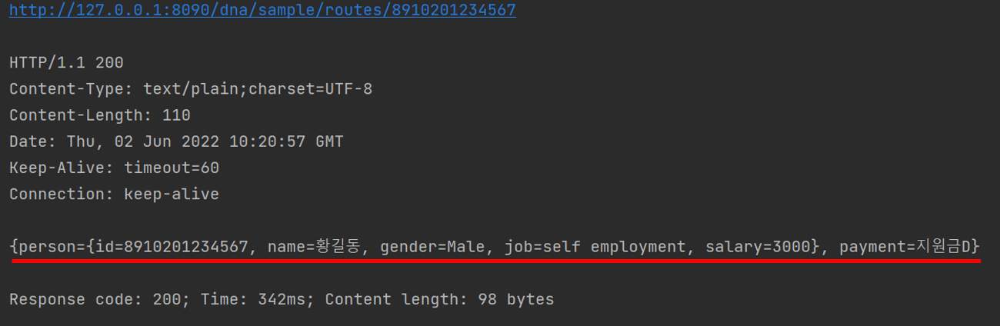 http://127.0.0.1:8090/dna/sample/routes/8910201234567
HTTP/1.1 200
Content-Type: text/plain;charset=UTF-8
Content-Length: 110
Date: Thu, 02 Jun 2022 10:20:57 GMT
Keep-Alive: timeout=60
Connection: keep-alive
{person={id=8910201234567, name=황길동, gender=Male, job=self employment, salary=3000}, payment=지원금D}
Response code: 200; Time: 342ms; Content length: 98 bytes